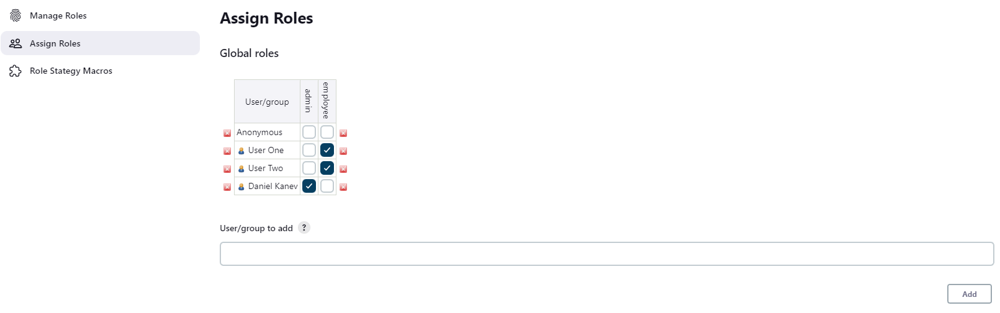 Manage Roles
Assign Roles
Role Stategy Macros
Assign Roles
Global roles
User/group
admin
employee
Anonymous
User One
User Two
Daniel Kanev
User/group to add ?
Add